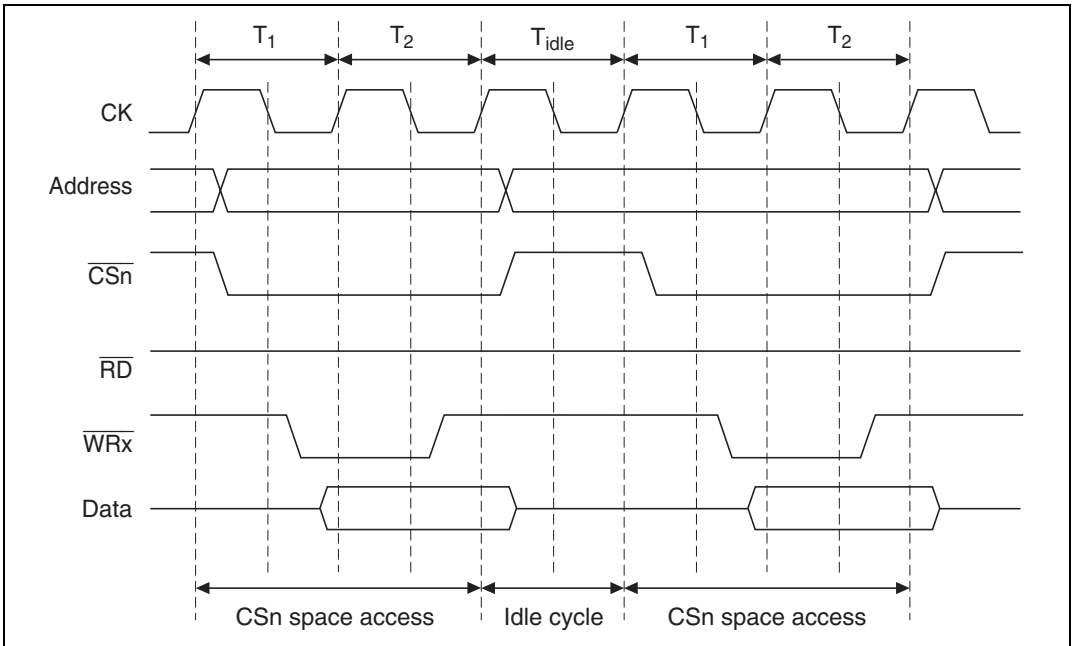 T1 T2 Tidle T1 T2
CK
Address
CSn
RD
WRx
Data
CSn space access Idle cycle CSn space access